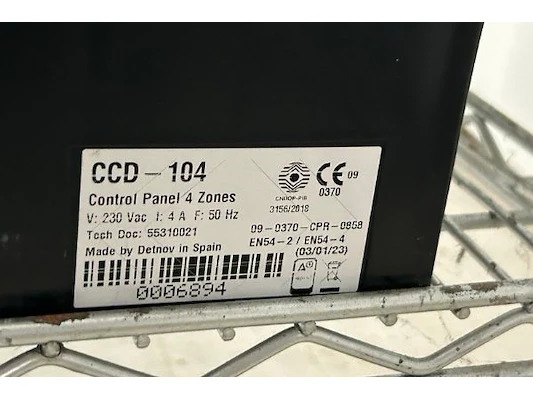 CCD-104
Control Panel 4 Zones
V: 230 Vac I: 4 A F: 50 Hz
Tech Doc: 55310021
Made by Detnov in Spain
0006894
CNBOP-PIB
3156/2018
CE 09
0370
09-0370-CPR-0858
EN54-2 / EN54-4
(03/01/23)